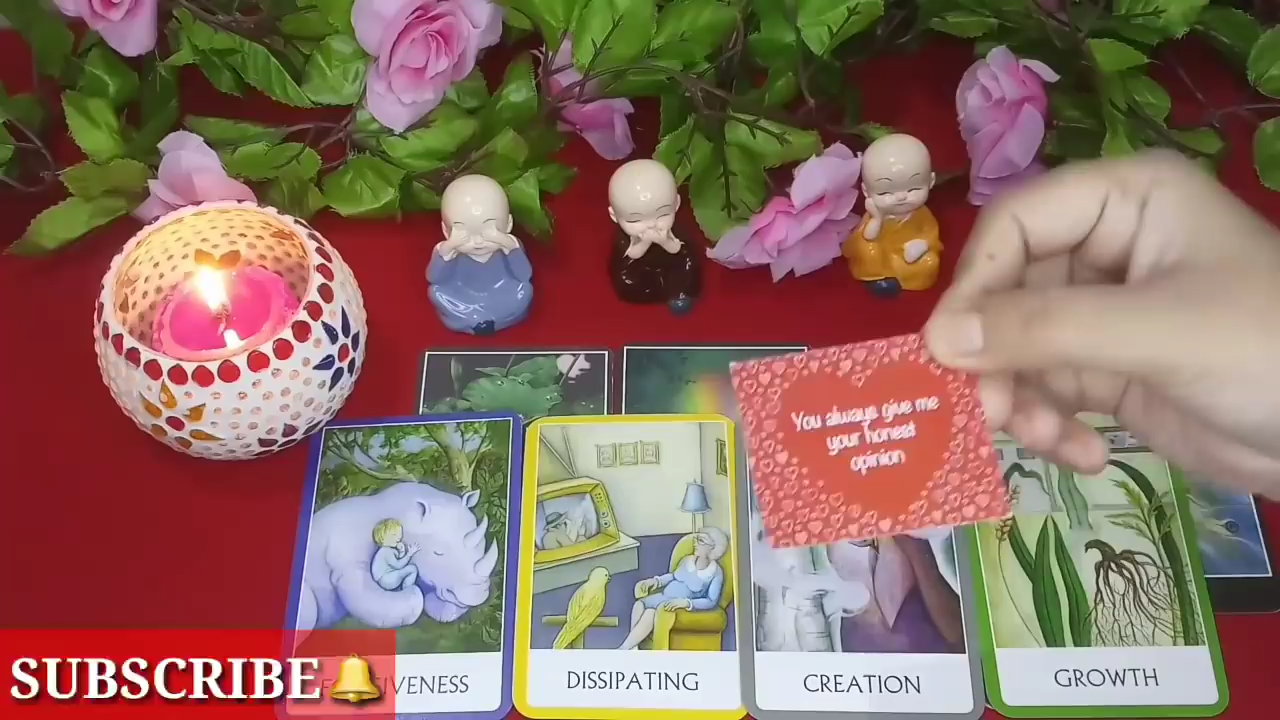 You always give me
your honest
opinion
DISSIPATING
CREATION
GROWTH
SUBSCRIBE